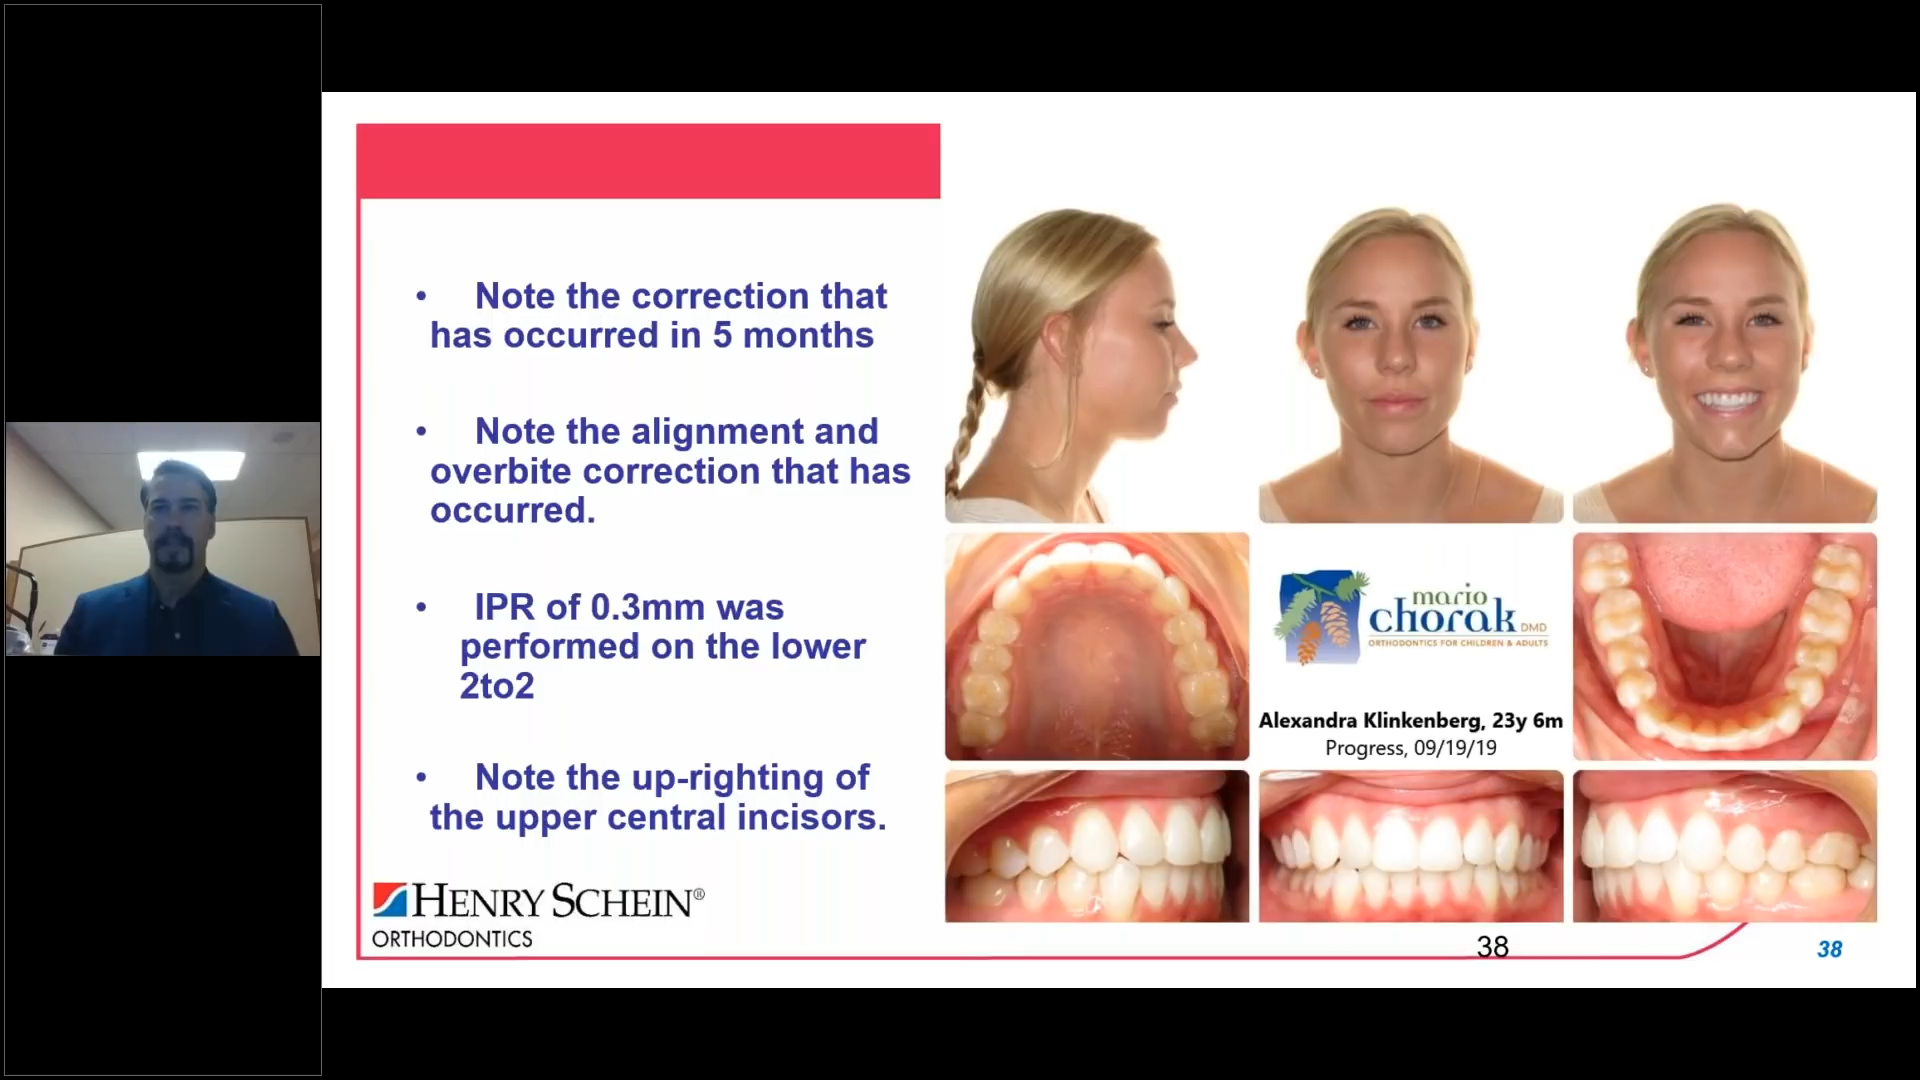 • Note the correction that
has occurred in 5 months
• Note the alignment and
overbite correction that has
occurred.
• IPR of 0.3mm was
performed on the lower
2to2
• Note the up-righting of
the upper central incisors.
HENRY SCHEIN®
ORTHODONTICS
mario
chorak DMD
ORTHODONTICS FOR CHILDREN & ADULTS
Alexandra Klinkenberg, 23y 6m
Progress, 09/19/19
38
38